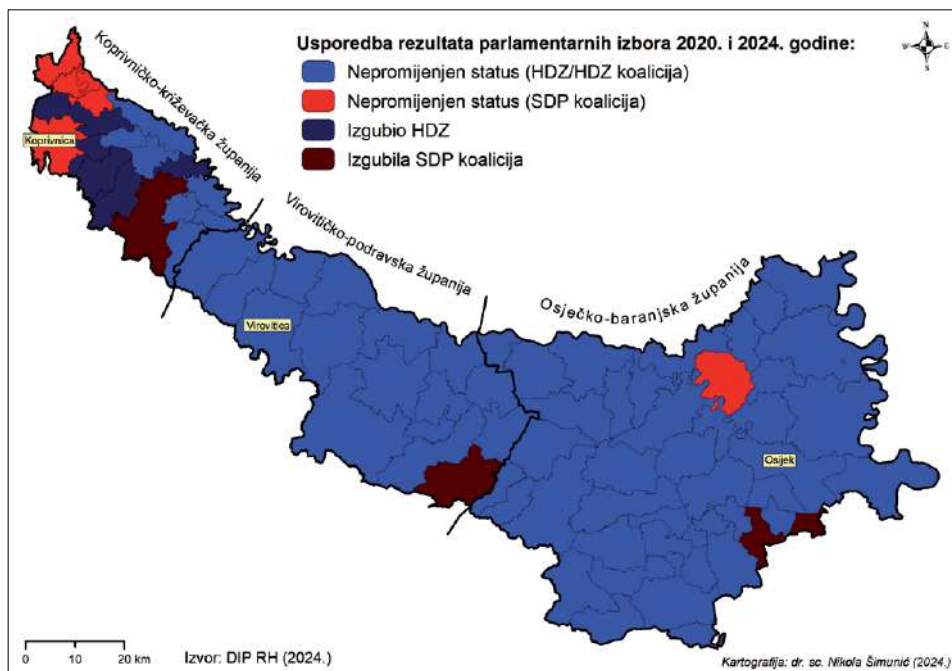 Usporedba rezultata parlamentarnih izbora 2020. i 2024. godine:
Nepromijenjen status (HDZ/HDZ koalicija)
Nepromijenjen status (SDP koalicija)
Izgubio HDZ
Izgubila SDP koalicija
N
W E
S
Koprivničko-križevačka županija
Koprivnica
Virovitičko-podravska županija
Virovitica
Osječko-baranjska županija
Osijek
0 10 20 km
Izvor: DIP RH (2024.)
Kartografija: dr. sc. Nikola Šimunić (2024.)